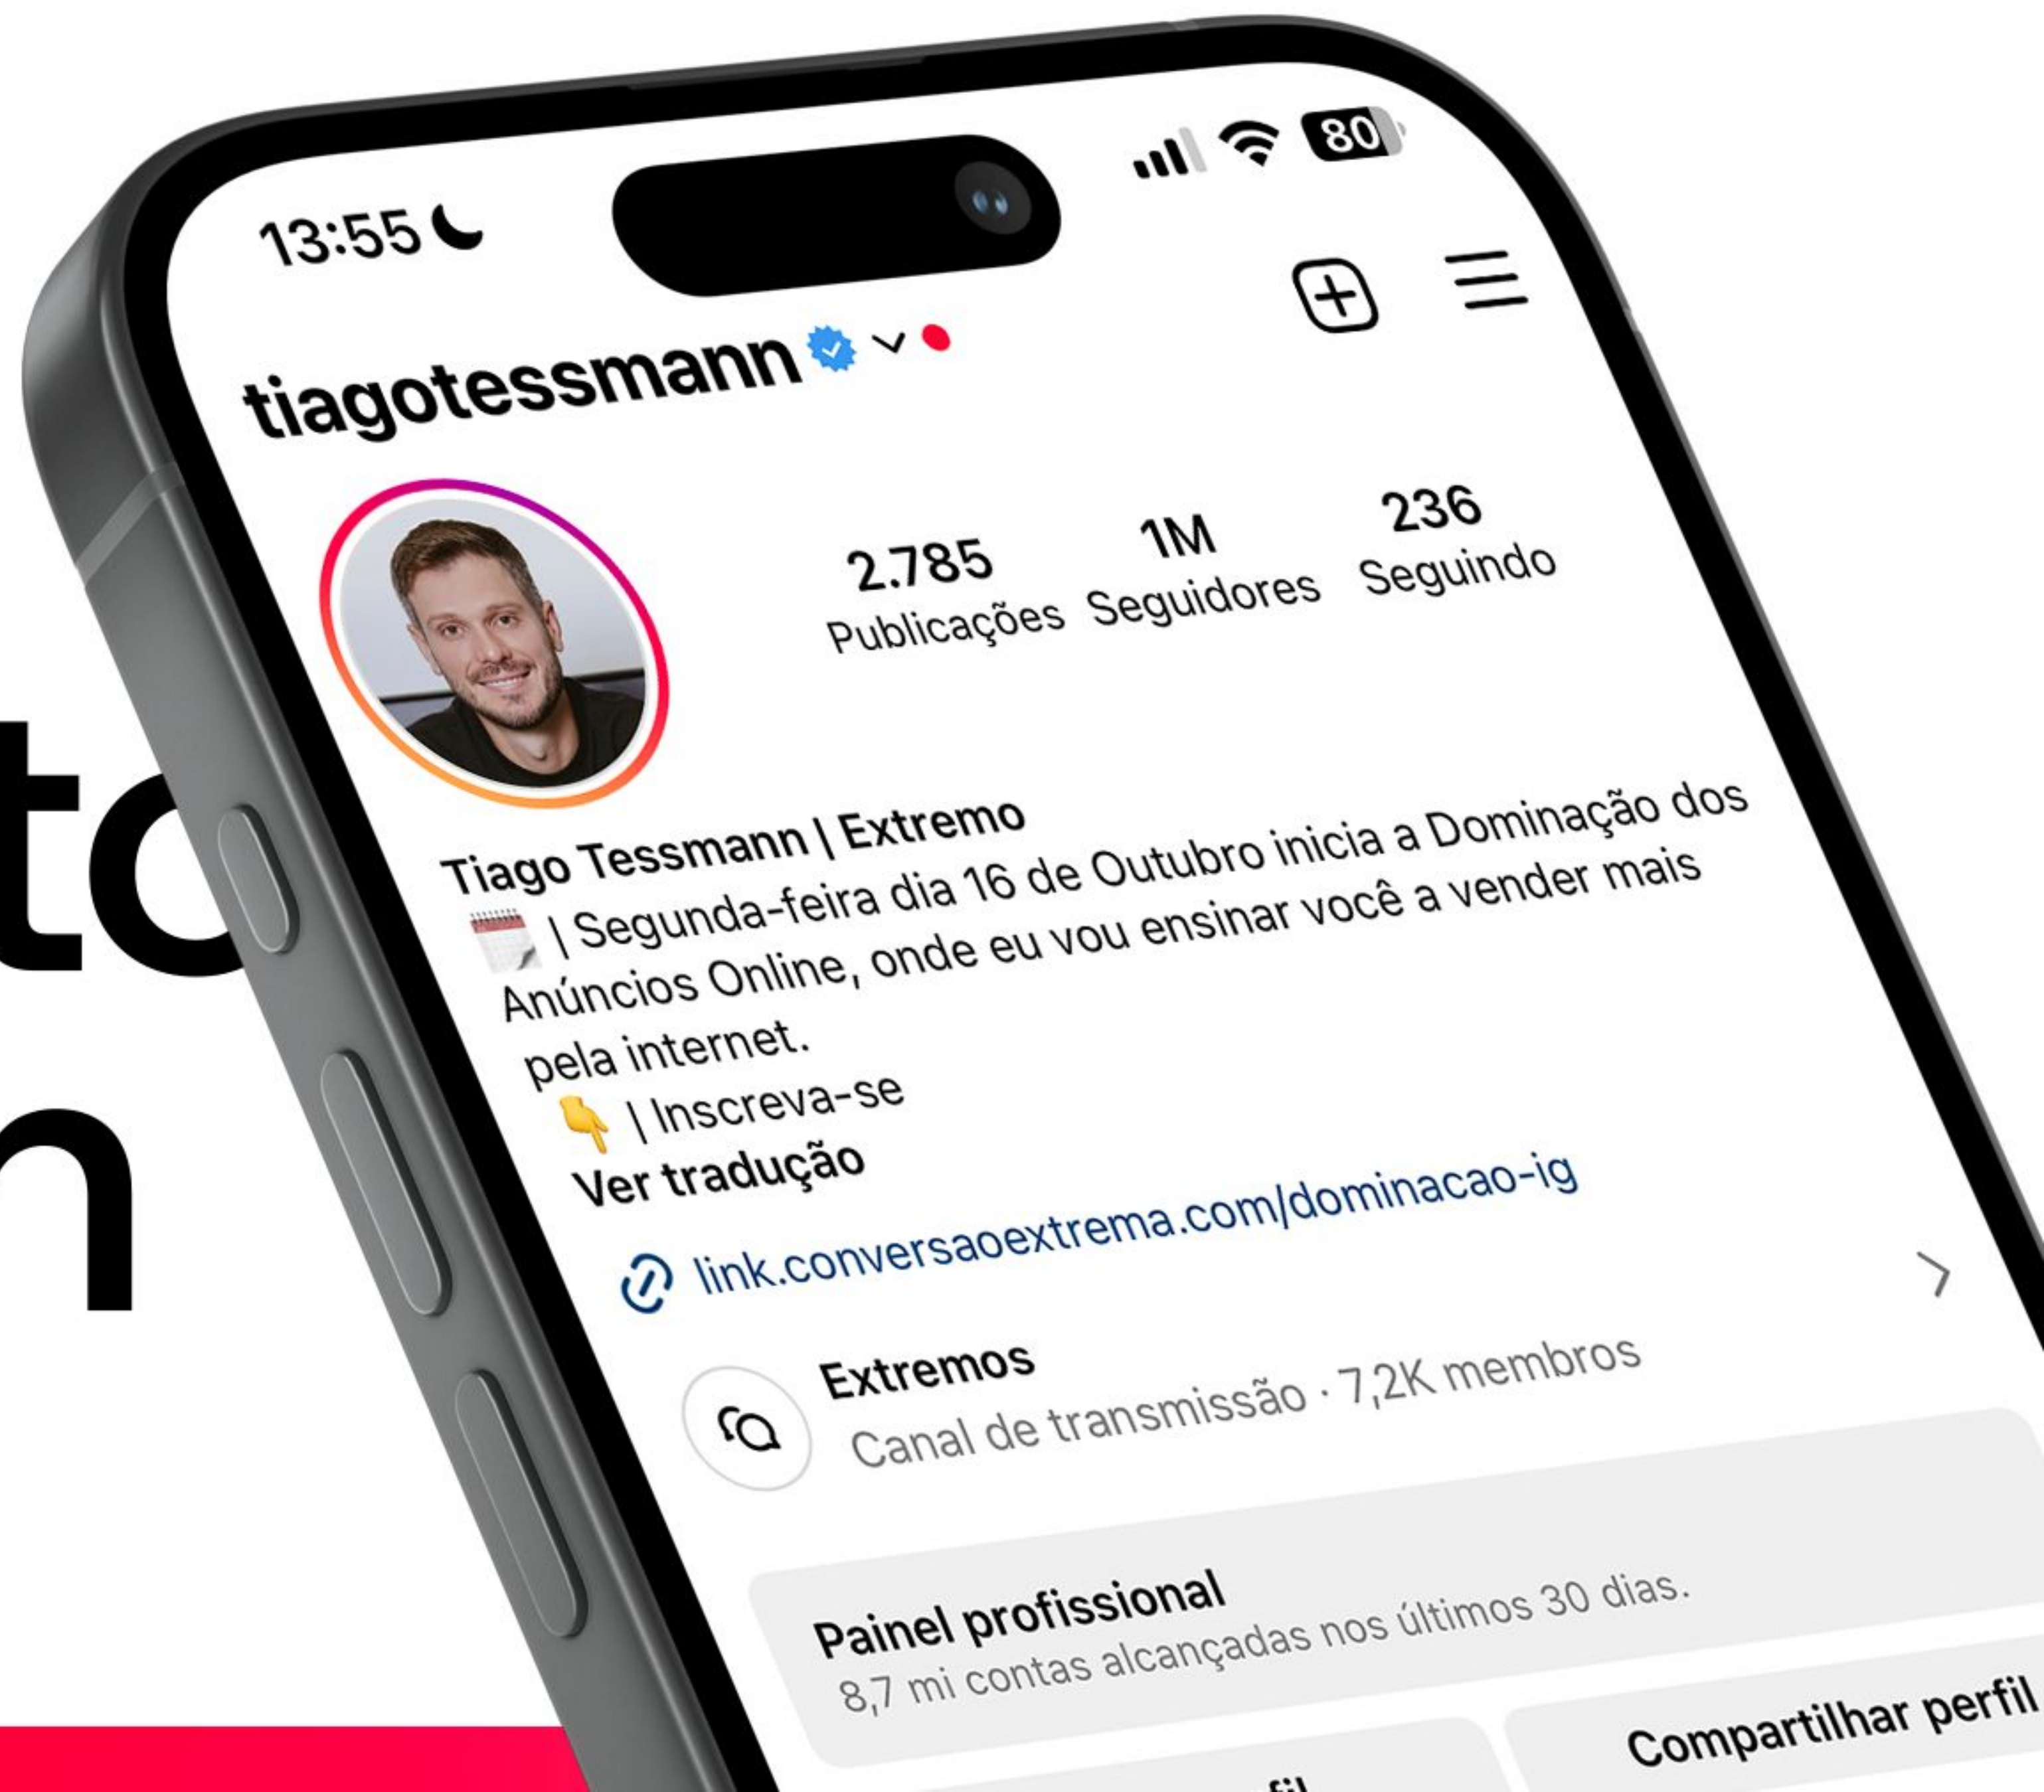 13:55
80
tiagotessmann
2.785 1M 236
Publicações Seguidores Seguindo
Tiago Tessmann | Extremo
| Segunda-feira dia 16 de Outubro inicia a Dominação dos
Anúncios Online, onde eu vou ensinar você a vender mais
pela internet.
| Inscreva-se
Ver tradução
link.conversaoextrema.com/dominacao-ig
Extremos
Canal de transmissão · 7,2K membros
Painel profissional
8,7 mi contas alcançadas nos últimos 30 dias.
Compartilhar perfil